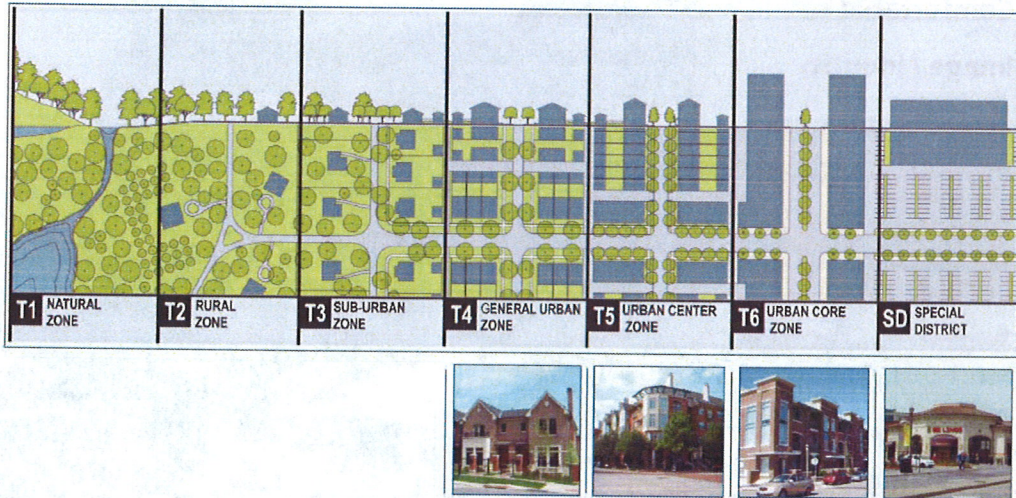 T1 NATURAL
ZONE
T2 RURAL
ZONE
T3 SUB-URBAN
ZONE
T4 GENERAL URBAN
ZONE
T5 URBAN CENTER
ZONE
T6 URBAN CORE
ZONE
SD SPECIAL
DISTRICT